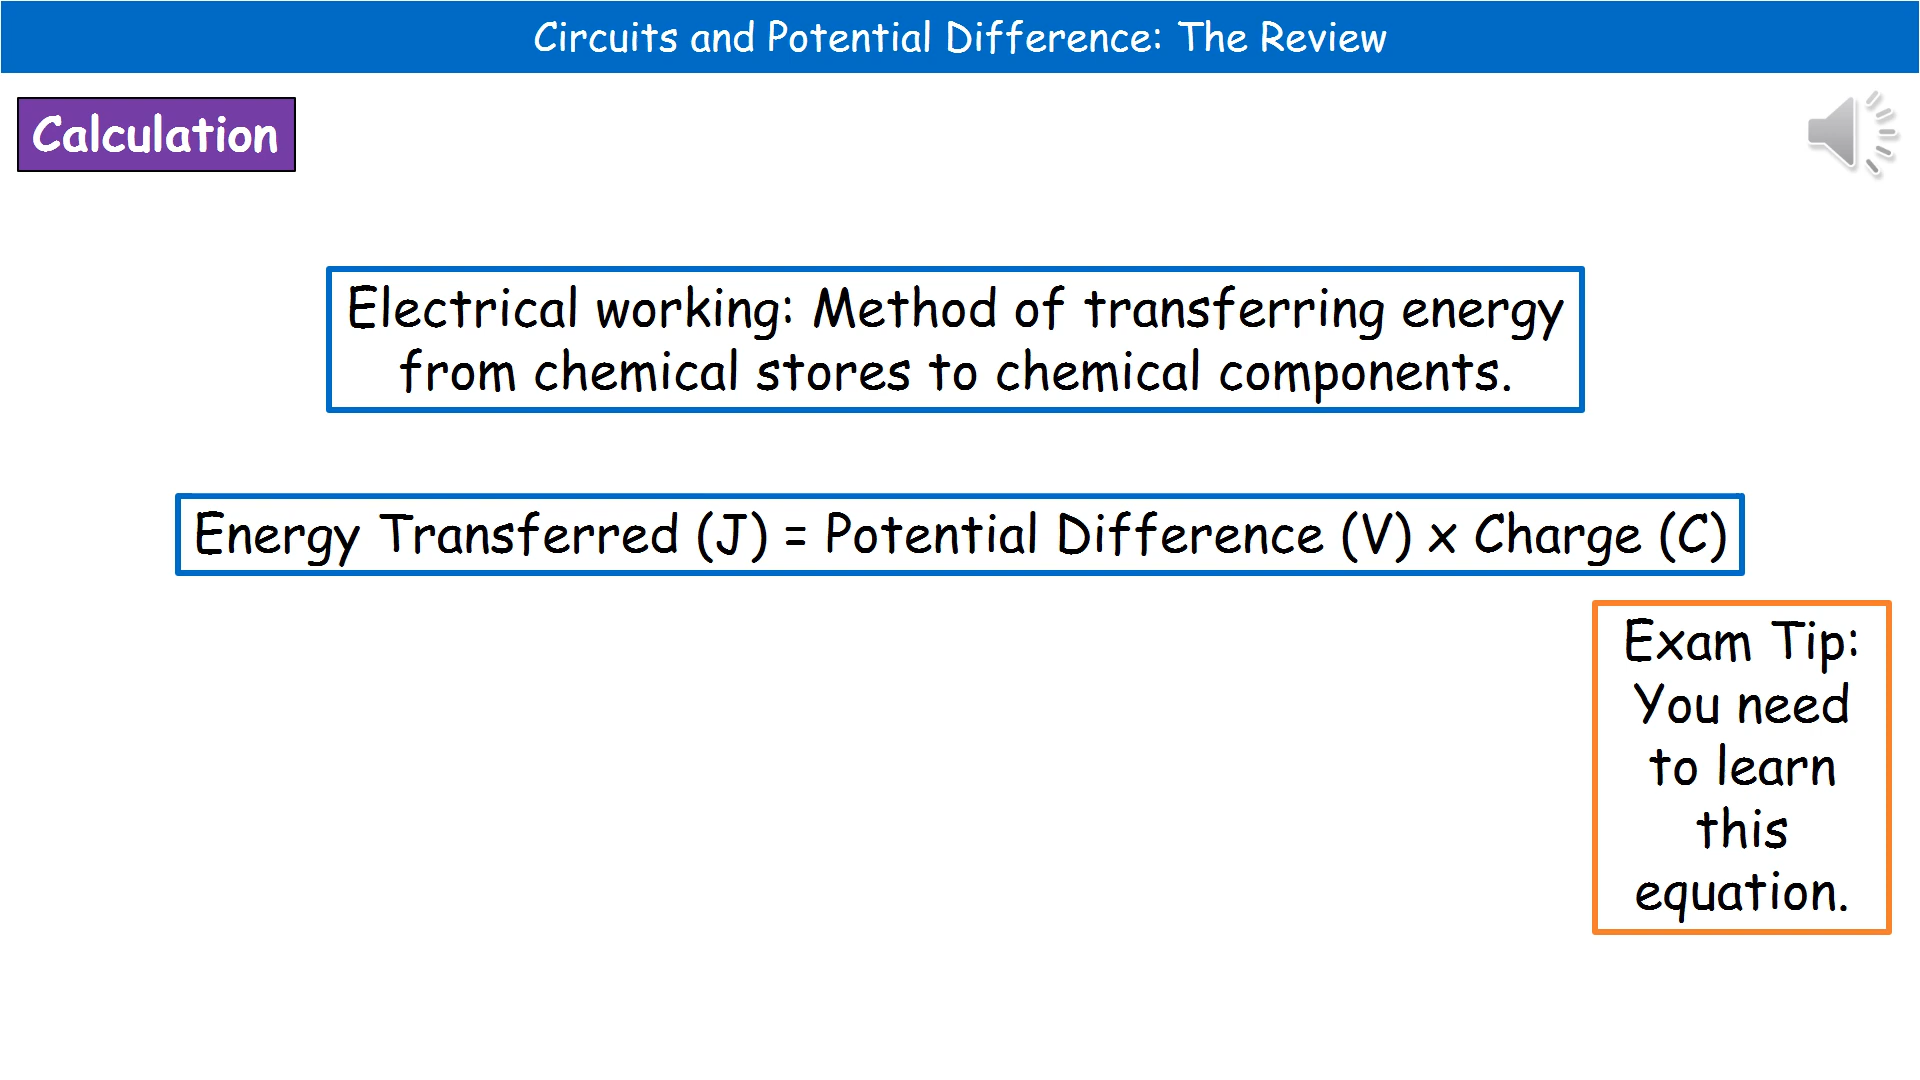 Circuits and Potential Difference: The Review
Calculation
Electrical working: Method of transferring energy
from chemical stores to chemical components.
Energy Transferred (J) = Potential Difference (V) x Charge (C)
Exam Tip:
You need
to learn
this
equation.